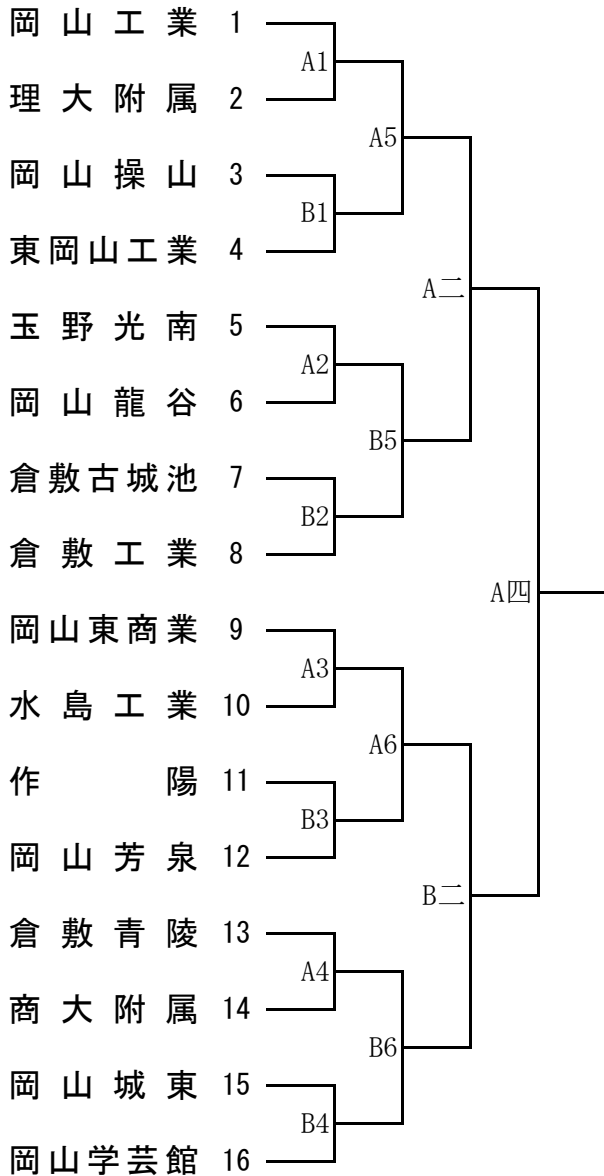 岡山工業 1
A1
理大附属 2
A5
岡山操山 3
B1
東岡山工業 4
A二
玉野光南 5
A2
岡山龍谷 6
B5
倉敷古城池 7
B2
倉敷工業 8
A四
岡山東商業 9
A3
水島工業 10
A6
作陽 11
B3
岡山芳泉 12
B二
倉敷青陵 13
A4
商大附属 14
B6
岡山城東 15
B4
岡山学芸館 16